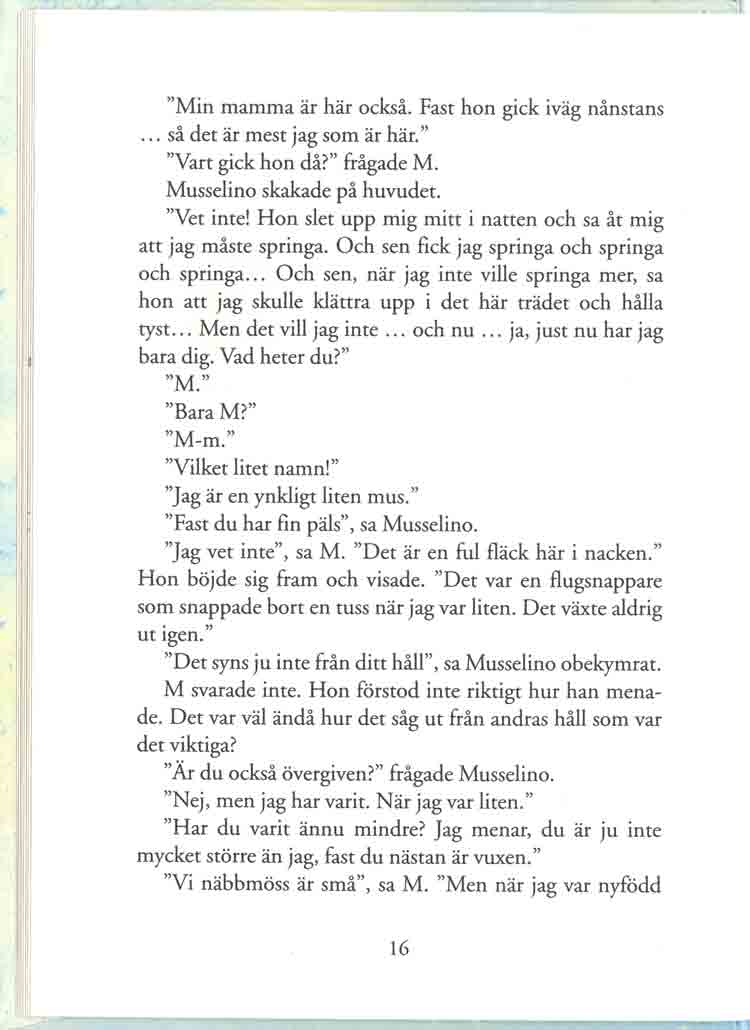 ”Min mamma är här också. Fast hon gick iväg nånstans
… så det är mest jag som är här.”
”Vart gick hon då?” frågade M.
Musselino skakade på huvudet.
”Vet inte! Hon slet upp mig mitt i natten och sa åt mig
att jag måste springa. Och sen fick jag springa och springa
och springa… Och sen, när jag inte ville springa mer, sa
hon att jag skulle klättra upp i det här trädet och hålla
tyst… Men det vill jag inte … och nu … ja, just nu har jag
bara dig. Vad heter du?”
”M.”
”Bara M?”
”M-m.”
”Vilket litet namn!”
”Jag är en ynkligt liten mus.”
”Fast du har fin päls”, sa Musselino.
”Jag vet inte”, sa M. ”Det är en ful fläck här i nacken.”
Hon böjde sig fram och visade. ”Det var en flugsnappare
som snappade bort en tuss när jag var liten. Det växte aldrig
ut igen.”
”Det syns ju inte från ditt håll”, sa Musselino obekymrat.
M svarade inte. Hon förstod inte riktigt hur han mena-
de. Det var väl ändå hur det såg ut från andras håll som var
det viktiga?
”Är du också övergiven?” frågade Musselino.
”Nej, men jag har varit. När jag var liten.”
”Har du varit ännu mindre? Jag menar, du är ju inte
mycket större än jag, fast du nästan är vuxen.”
”Vi näbbmöss är små”, sa M. ”Men när jag var nyfödd
16